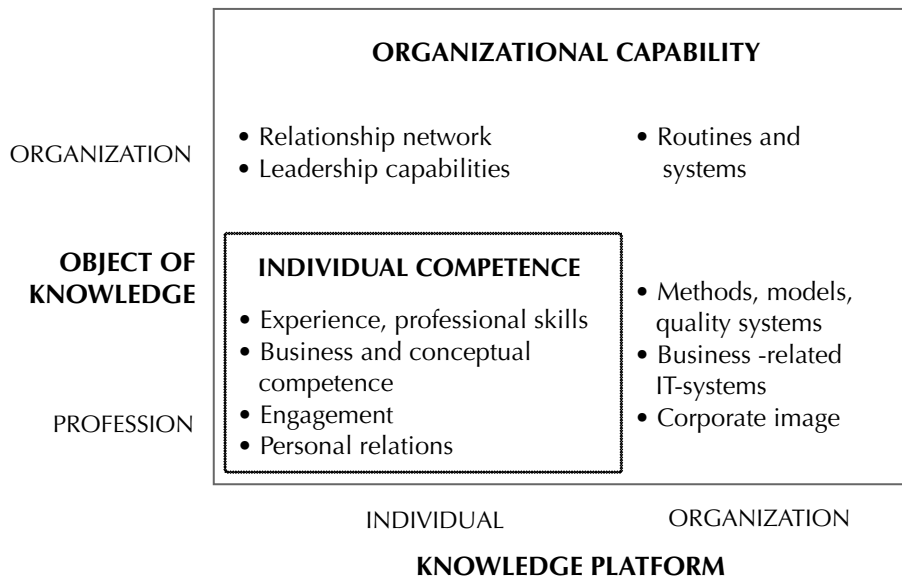 ORGANIZATIONAL CAPABILITY
ORGANIZATION
• Relationship network
• Leadership capabilities
• Routines and
systems
OBJECT OF
KNOWLEDGE
INDIVIDUAL COMPETENCE
• Experience, professional skills
• Business and conceptual
competence
• Engagement
• Personal relations
• Methods, models,
quality systems
• Business -related
IT-systems
• Corporate image
PROFESSION
INDIVIDUAL
ORGANIZATION
KNOWLEDGE PLATFORM